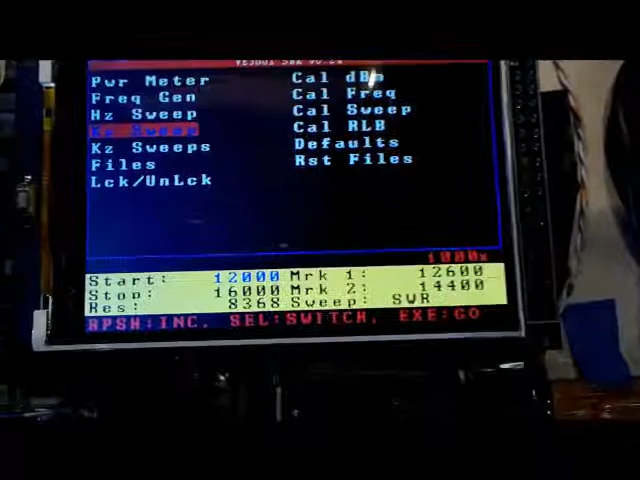 Pwr Meter Cal dBm
Freq Gen Cal Freq
Hz Sweep Cal Sweep
Kz Sweep Cal RLB
Kz Sweeps Defaults
Files Rst Files
Lck/UnLck
1000x
Start: 12000 Mrk 1: 12600
Stop: 16000 Mrk 2: 14400
Res: 8368 Sweep: SWR
RPSH:INC, SEL:SWITCH, EXE:GO